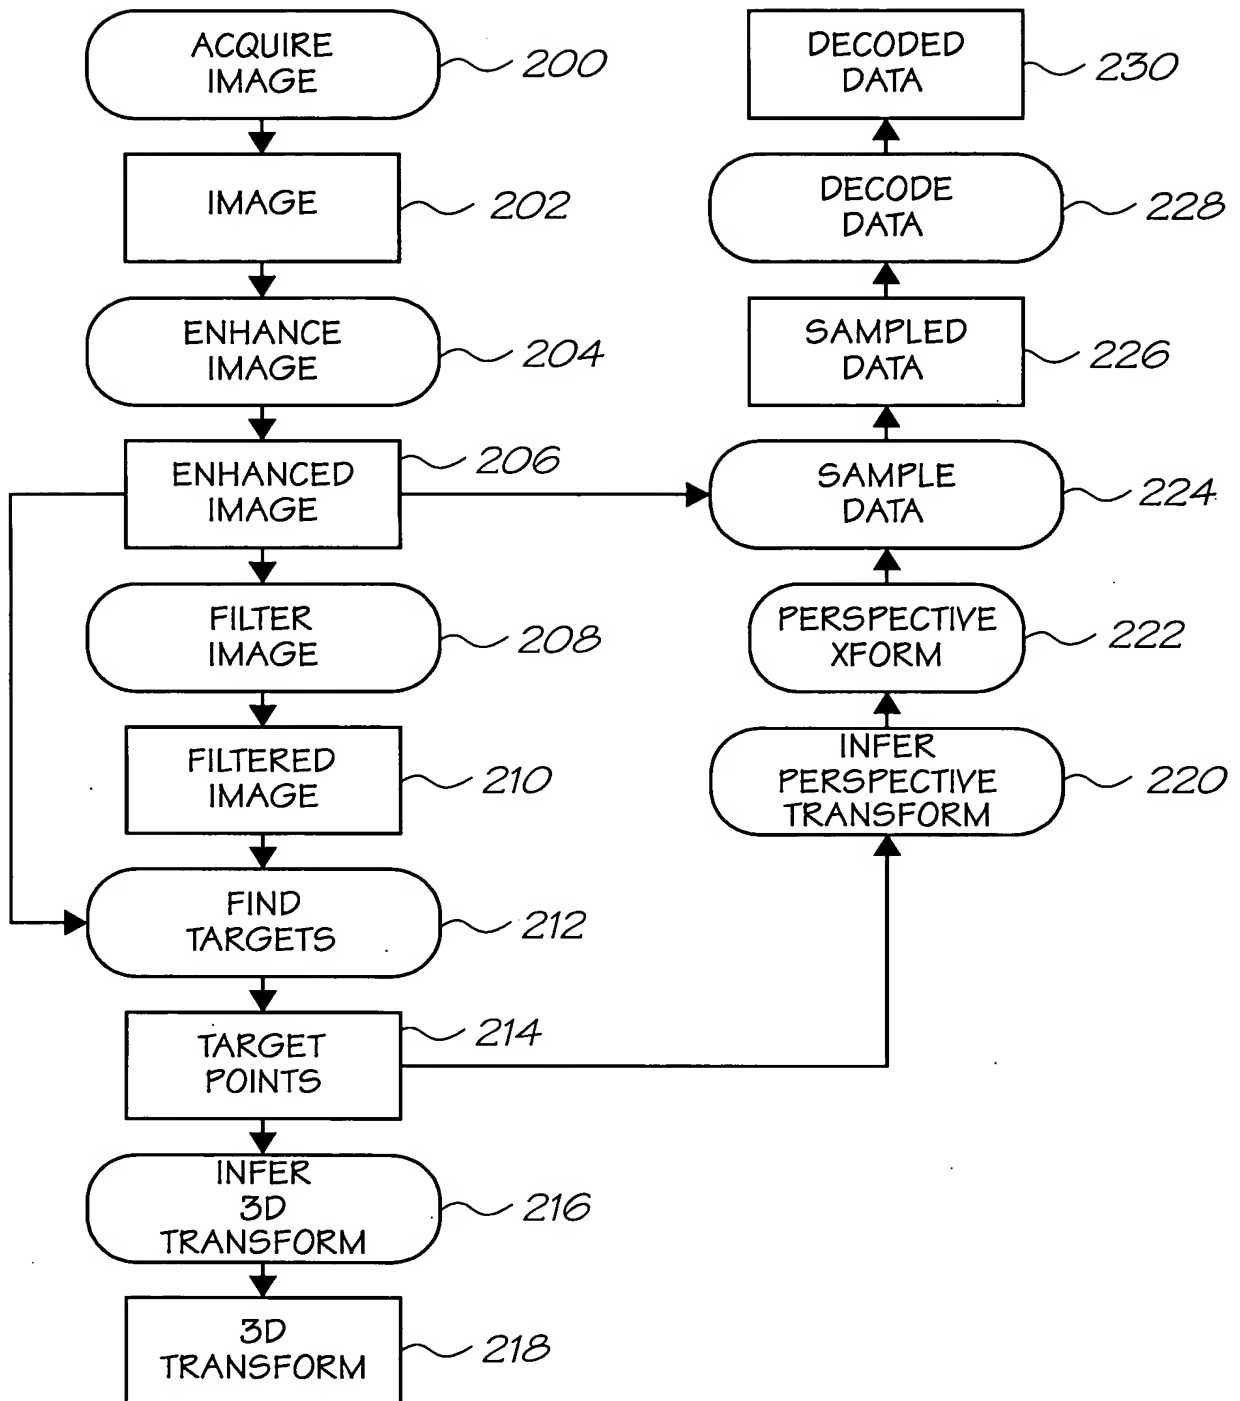 ACQUIRE
IMAGE
200
IMAGE
202
ENHANCE
IMAGE
204
ENHANCED
IMAGE
206
FILTER
IMAGE
208
FILTERED
IMAGE
210
FIND
TARGETS
212
TARGET
POINTS
214
INFER
3D
TRANSFORM
216
3D
TRANSFORM
218
DECODED
DATA
230
DECODE
DATA
228
SAMPLED
DATA
226
SAMPLE
DATA
224
PERSPECTIVE
XFORM
222
INFER
PERSPECTIVE
TRANSFORM
220